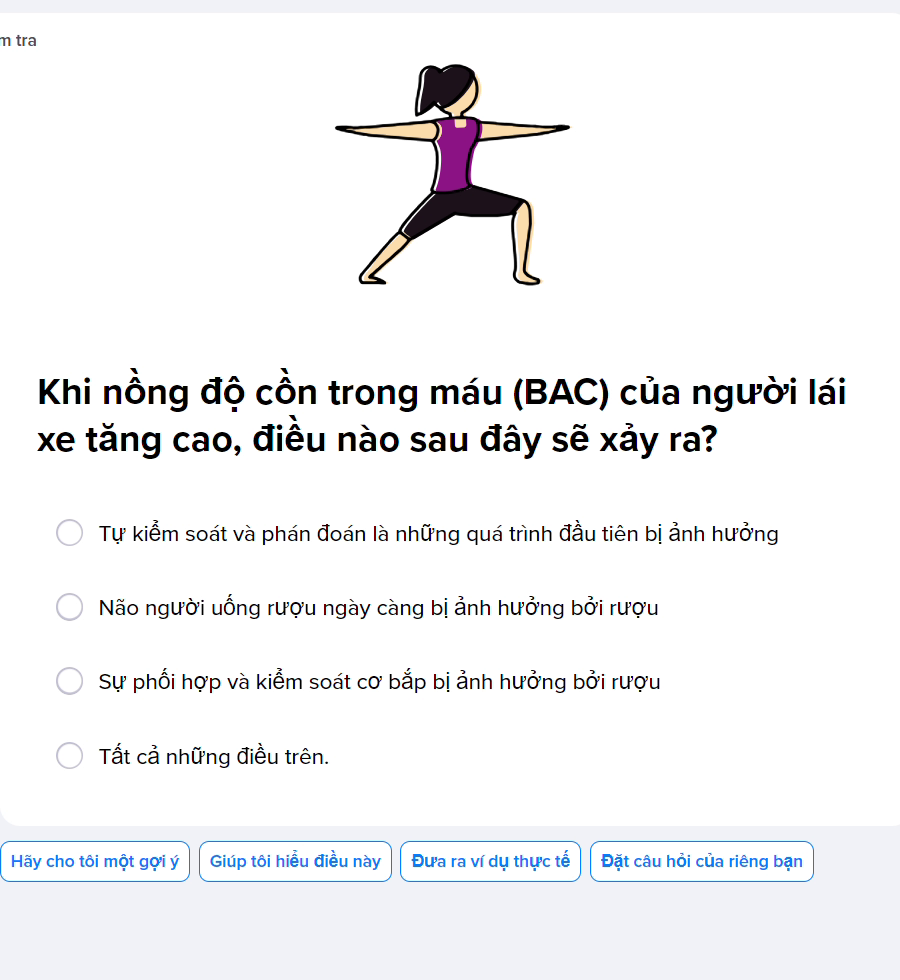 m tra
Khi nồng độ cồn trong máu (BAC) của người lái
xe tăng cao, điều nào sau đây sẽ xảy ra?
Tự kiểm soát và phán đoán là những quá trình đầu tiên bị ảnh hưởng
Não người uống rượu ngày càng bị ảnh hưởng bởi rượu
Sự phối hợp và kiểm soát cơ bắp bị ảnh hưởng bởi rượu
Tất cả những điều trên.
Hãy cho tôi một gợi ý
Giúp tôi hiểu điều này
Đưa ra ví dụ thực tế
Đặt câu hỏi của riêng bạn